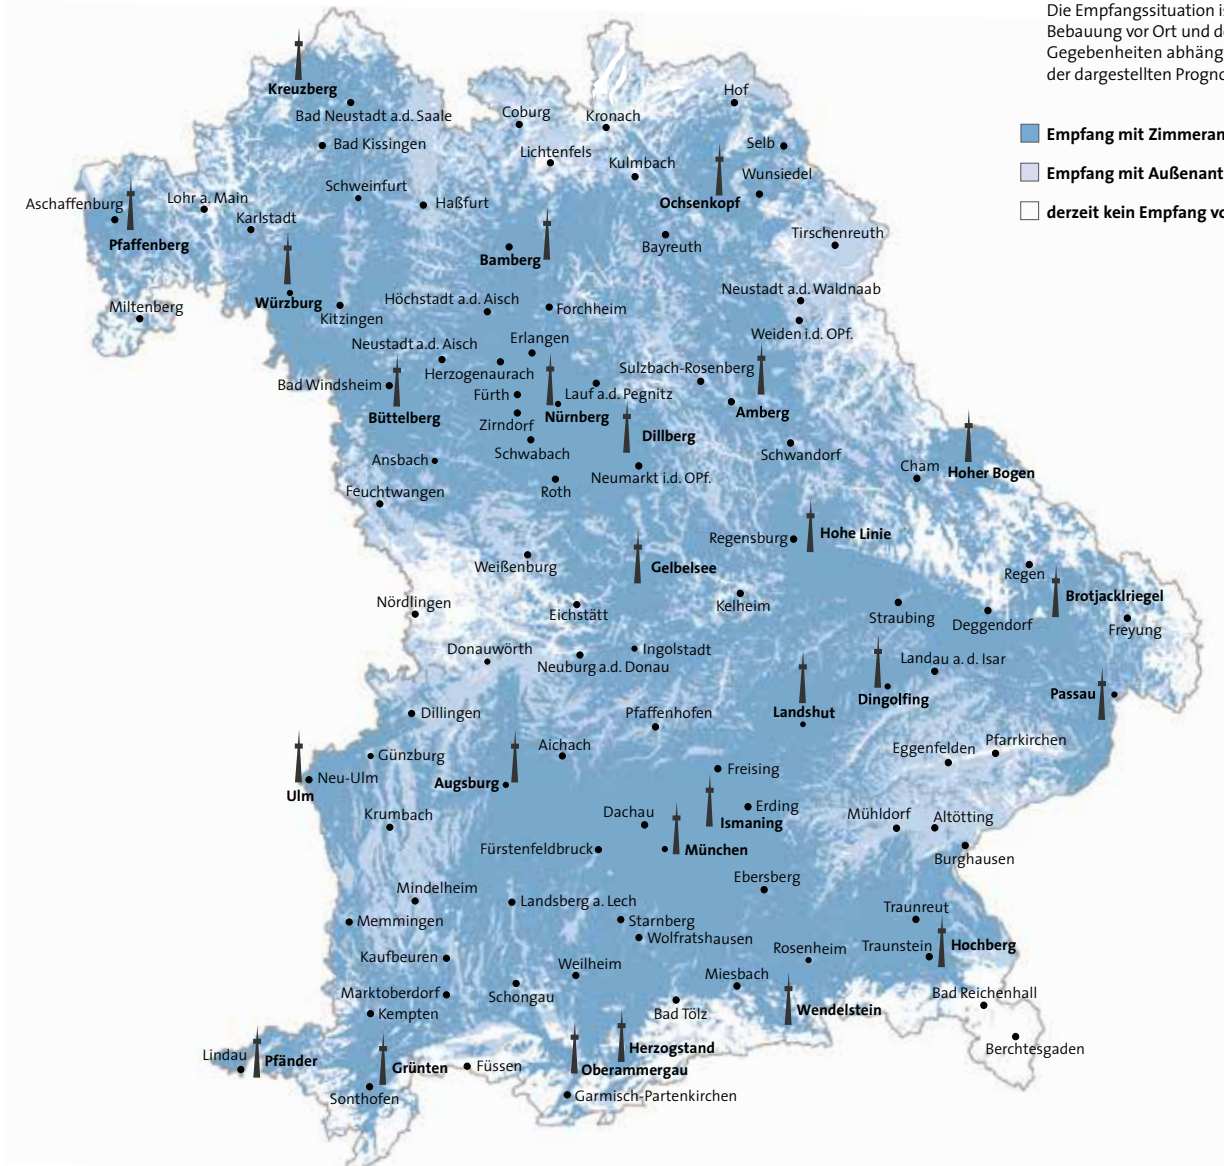 Die Empfangssituation is
Bebauung vor Ort und de
Gegebenheiten abhäng
der dargestellten Progno
Empfang mit Zimmeran
Empfang mit Außenant
derzeit kein Empfang vo
Kreuzberg
Bad Neustadt a.d. Saale
Bad Kissingen
Coburg
Kronach
Hof
Lichtenfels
Kulmbach
Selb
Wunsiedel
Ochsenkopf
Aschaffenburg
Lohr a. Main
Karlstadt
Schweinfurt
Haßfurt
Pfaffenberg
Bamberg
Bayreuth
Tirschenreuth
Miltenberg
Würzburg
Kitzingen
Höchstadt a.d. Aisch
Forchheim
Neustadt a.d. Waldnaab
Weiden i.d. OPf.
Neustadt a.d. Aisch
Erlangen
Herzogenaurach
Bad Windsheim
Fürth
Lauf a.d. Pegnitz
Sulzbach-Rosenberg
Büttelberg
Zirndorf
Nürnberg
Amberg
Dillberg
Schwabach
Ansbach
Neumarkt i.d. OPf.
Schwandorf
Cham
Hoher Bogen
Feuchtwangen
Roth
Regensburg
Hohe Linie
Weißenburg
Gelbelsee
Regen
Brotjacklriegel
Nördlingen
Eichstätt
Kelheim
Straubing
Deggendorf
Freyung
Donauwörth
Neuburg a.d. Donau
Ingolstadt
Landau a. d. Isar
Dingolfing
Passau
Dillingen
Pfaffenhofen
Landshut
Eggenfelden
Pfarrkirchen
Günzburg
Aichach
Neu-Ulm
Ulm
Augsburg
Freising
Erding
Ismaning
Krumbach
Dachau
Mühldorf
Altötting
Fürstenfeldbruck
München
Burghausen
Ebersberg
Mindelheim
Landsberg a. Lech
Memmingen
Starnberg
Wolfratshausen
Traunreut
Traunstein
Hochberg
Kaufbeuren
Weilheim
Rosenheim
Marktoberdorf
Schongau
Miesbach
Bad Reichenhall
Kempten
Bad Tölz
Wendelstein
Berchtesgaden
Lindau
Pfänder
Grünten
Füssen
Herzogstand
Oberammergau
Sonthofen
Garmisch-Partenkirchen